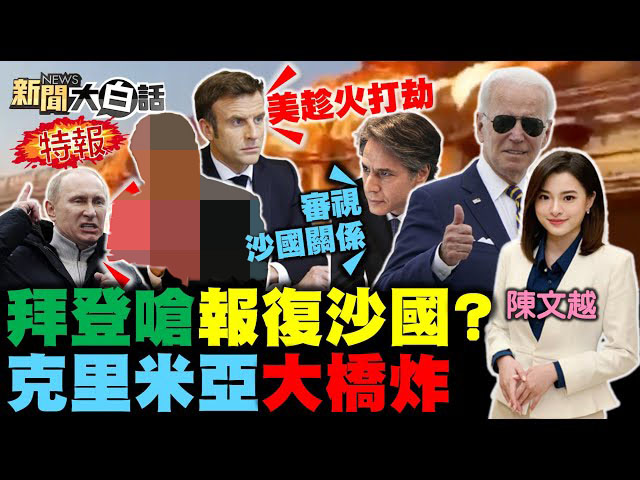 NEWS
新聞大白話
特報
美趁火打劫
審視
沙國關係
陳文越
拜登嗆報復沙國?
克里米亞大橋炸